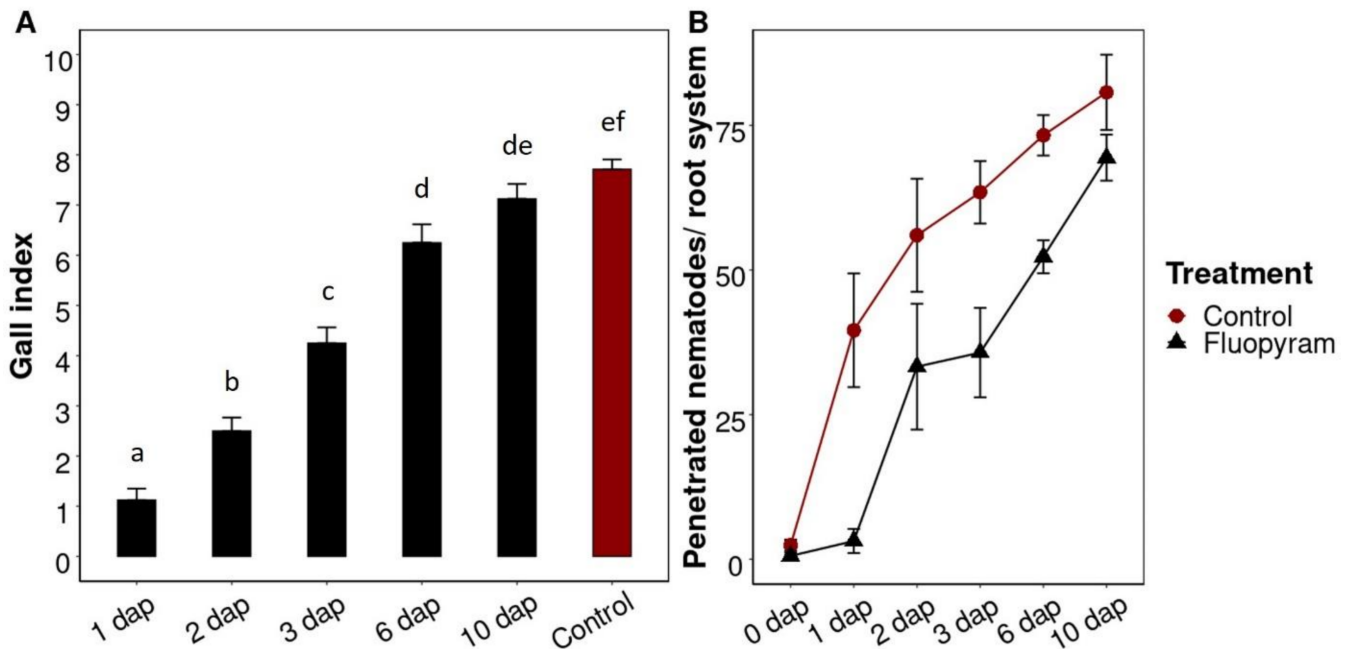 A
Gall index
10
9
8
7
6
5
4
3
2
1
0
a
b
c
d
de
ef
1 dap
2 dap
3 dap
6 dap
10 dap
Control
B
Penetrated nematodes/ root system
75
50
25
0
0 dap
1 dap
2 dap
3 dap
6 dap
10 dap
Treatment
Control
Fluopyram